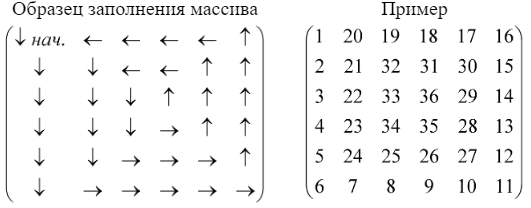 Образец заполнения массива Пример
↓ нач. ← ← ← ← ↑ 1 20 19 18 17 16
↓ ↓ ← ← ↑ ↑ 2 21 32 31 30 15
↓ ↓ ↓ ↑ ↑ ↑ 3 22 33 36 29 14
↓ ↓ ↓ → ↑ ↑ 4 23 34 35 28 13
↓ ↓ → → → ↑ 5 24 25 26 27 12
↓ → → → → → 6 7 8 9 10 11